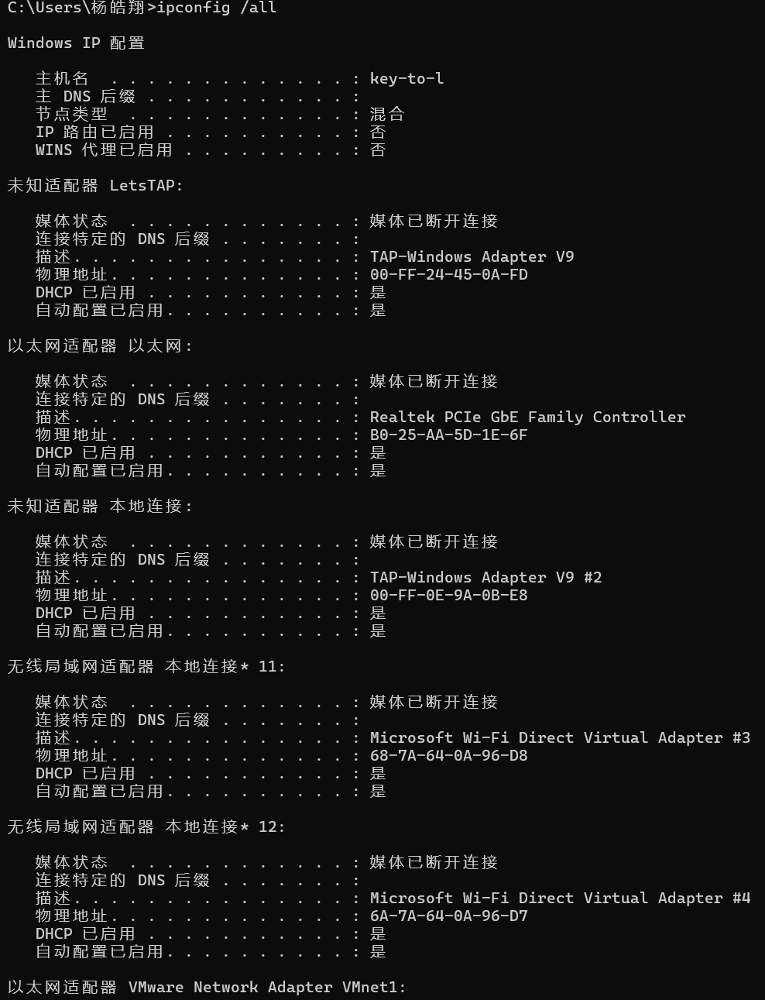 C:\Users\杨皓翔>ipconfig /all
Windows IP 配置
主机名  . . . . . . . . . . . . . : key-to-l
主 DNS 后缀 . . . . . . . . . . . :
节点类型  . . . . . . . . . . . . : 混合
IP 路由已启用 . . . . . . . . . . : 否
WINS 代理已启用 . . . . . . . . . : 否
未知适配器 LetsTAP:
媒体状态  . . . . . . . . . . . . : 媒体已断开连接
连接特定的 DNS 后缀 . . . . . . . :
描述. . . . . . . . . . . . . . . : TAP-Windows Adapter V9
物理地址. . . . . . . . . . . . . : 00-FF-24-45-0A-FD
DHCP 已启用 . . . . . . . . . . . : 是
自动配置已启用. . . . . . . . . . : 是
以太网适配器 以太网:
媒体状态  . . . . . . . . . . . . : 媒体已断开连接
连接特定的 DNS 后缀 . . . . . . . :
描述. . . . . . . . . . . . . . . : Realtek PCIe GbE Family Controller
物理地址. . . . . . . . . . . . . : B0-25-AA-5D-1E-6F
DHCP 已启用 . . . . . . . . . . . : 是
自动配置已启用. . . . . . . . . . : 是
未知适配器 本地连接:
媒体状态  . . . . . . . . . . . . : 媒体已断开连接
连接特定的 DNS 后缀 . . . . . . . :
描述. . . . . . . . . . . . . . . : TAP-Windows Adapter V9 #2
物理地址. . . . . . . . . . . . . : 00-FF-0E-9A-0B-E8
DHCP 已启用 . . . . . . . . . . . : 是
自动配置已启用. . . . . . . . . . : 是
无线局域网适配器 本地连接* 11:
媒体状态  . . . . . . . . . . . . : 媒体已断开连接
连接特定的 DNS 后缀 . . . . . . . :
描述. . . . . . . . . . . . . . . : Microsoft Wi-Fi Direct Virtual Adapter #3
物理地址. . . . . . . . . . . . . : 68-7A-64-0A-96-D8
DHCP 已启用 . . . . . . . . . . . : 是
自动配置已启用. . . . . . . . . . : 是
无线局域网适配器 本地连接* 12:
媒体状态  . . . . . . . . . . . . : 媒体已断开连接
连接特定的 DNS 后缀 . . . . . . . :
描述. . . . . . . . . . . . . . . : Microsoft Wi-Fi Direct Virtual Adapter #4
物理地址. . . . . . . . . . . . . : 6A-7A-64-0A-96-D7
DHCP 已启用 . . . . . . . . . . . : 是
自动配置已启用. . . . . . . . . . : 是
以太网适配器 VMware Network Adapter VMnet1: